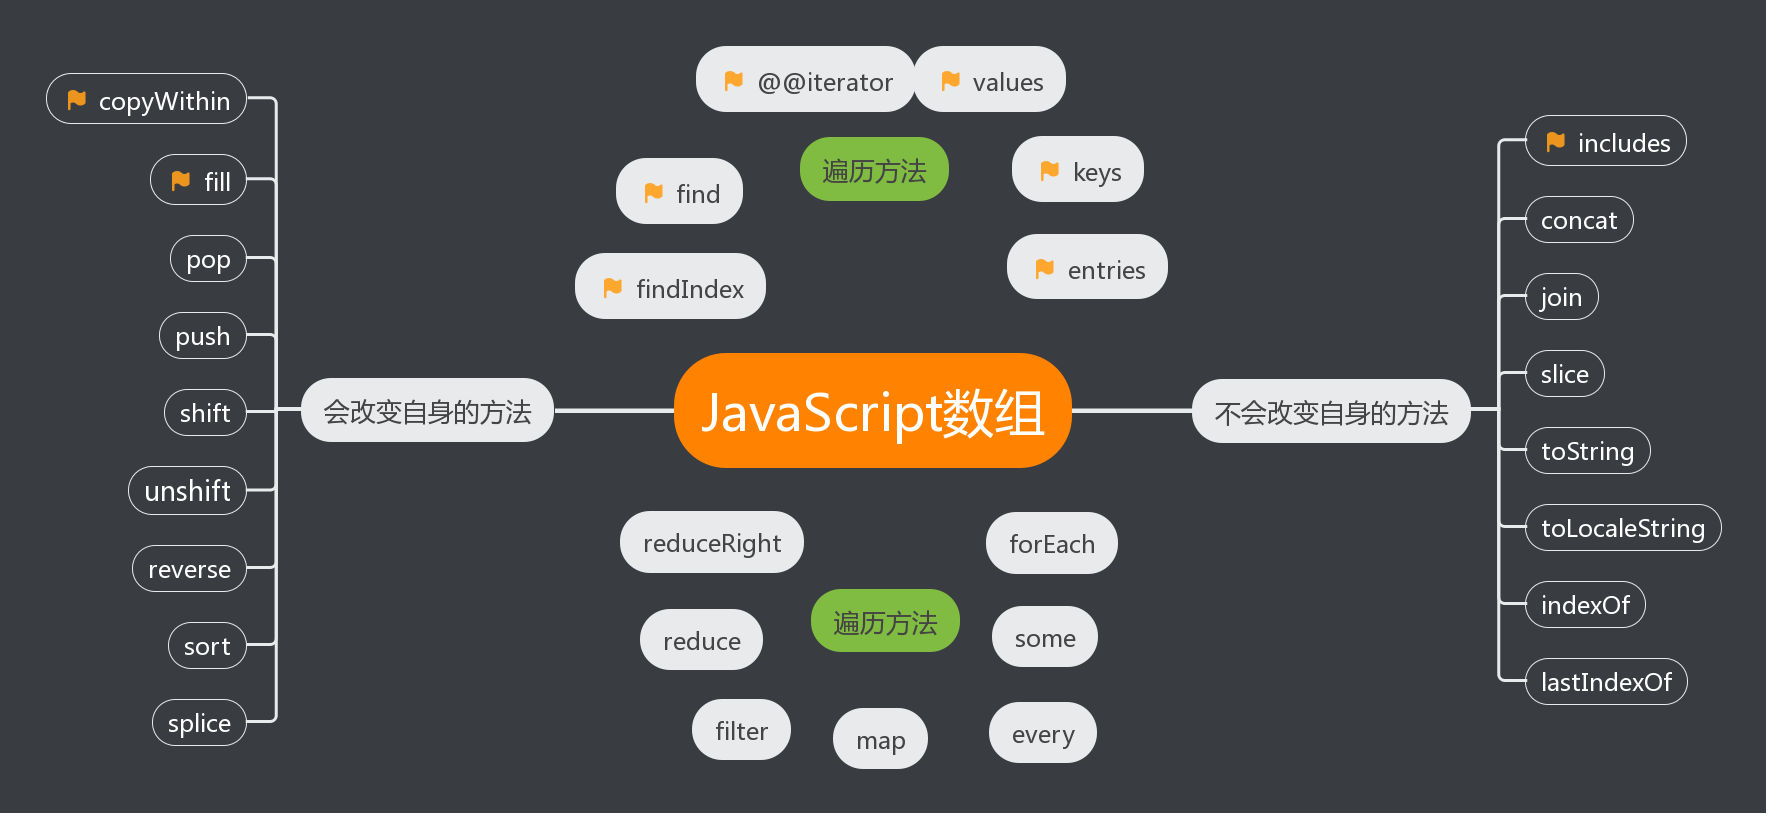 @@iterator
values
copyWithin
includes
遍历方法
keys
fill
find
concat
pop
entries
findIndex
join
push
slice
shift
会改变自身的方法
JavaScript数组
不会改变自身的方法
toString
unshift
toLocaleString
reduceRight
forEach
reverse
indexOf
遍历方法
sort
reduce
some
lastIndexOf
splice
filter
map
every